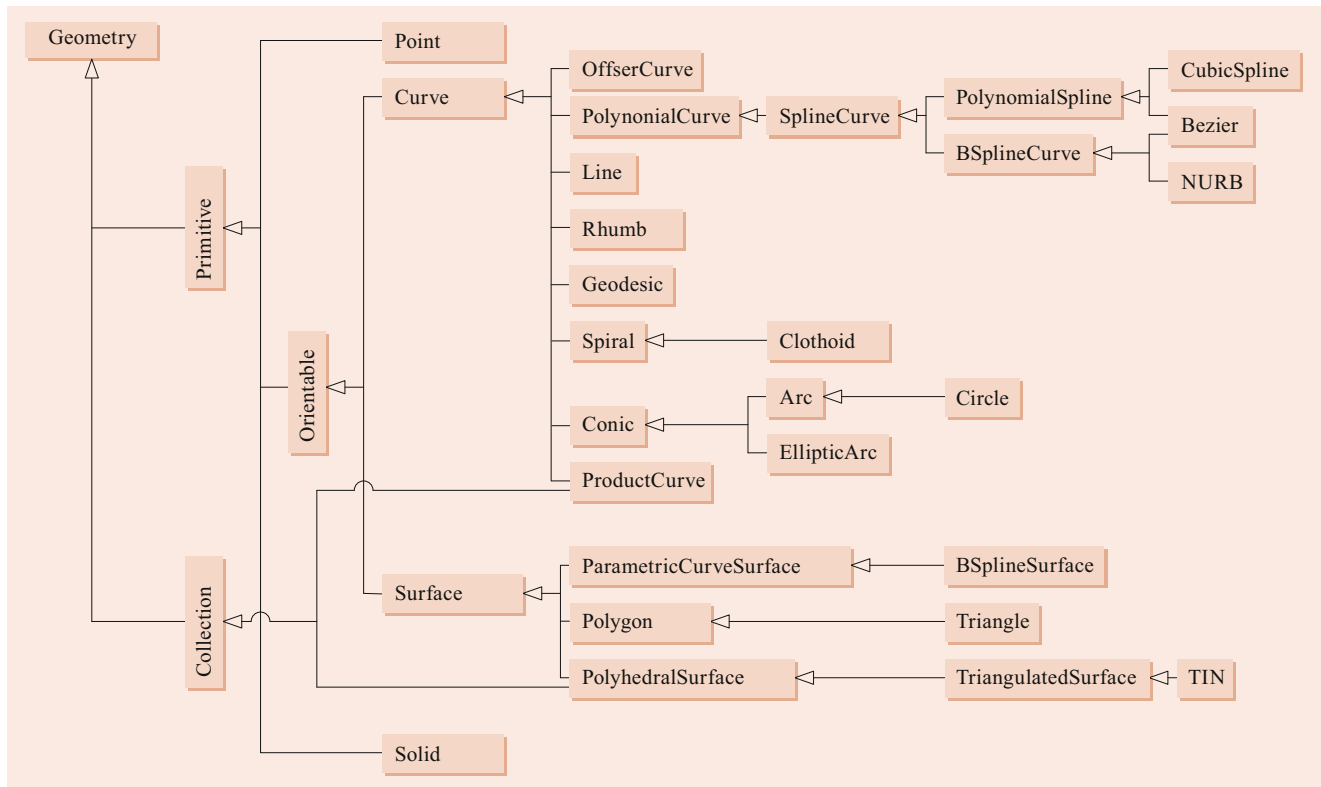 Geometry
Primitive
Collection
Orientable
Point
Curve
Surface
Solid
OffserCurve
PolynonialCurve
Line
Rhumb
Geodesic
Spiral
Conic
ProductCurve
ParametricCurveSurface
Polygon
PolyhedralSurface
SplineCurve
Clothoid
Arc
EllipticArc
PolynomialSpline
BSplineCurve
Circle
BSplineSurface
Triangle
TriangulatedSurface
CubicSpline
Bezier
NURB
TIN